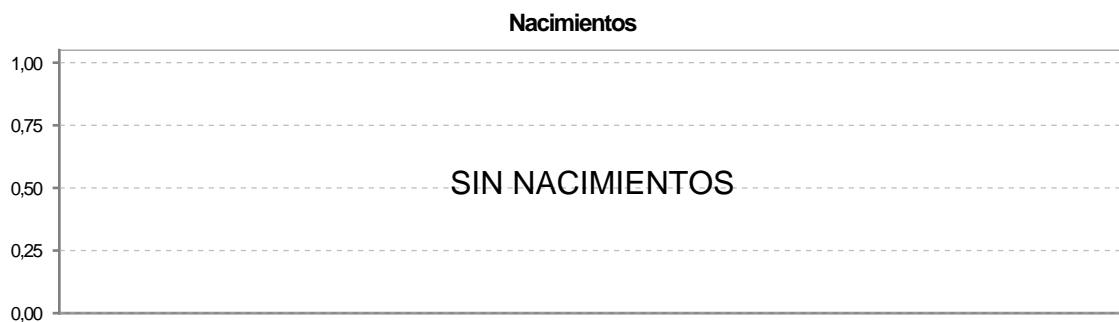 Nacimientos
1,00
0,75
SIN NACIMIENTOS
0,50
0,25
0,00